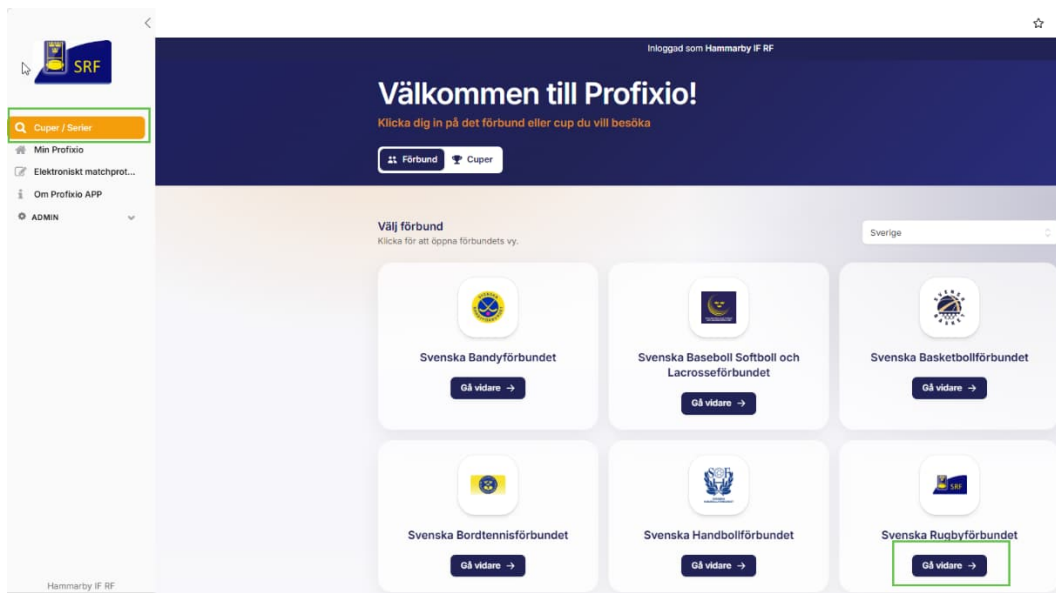 SRF
Cuper / Serier
Min Profixio
Elektroniskt matchprot...
Om Profixio APP
ADMIN
Hammarby IF RF
Inloggad som Hammarby IF RF
Välkommen till Profixio!
Klicka dig in på det förbund eller cup du vill besöka
Förbund
Cuper
Välj förbund
Klicka för att öppna förbundets vy.
Sverige
Svenska Bandyförbundet
Gå vidare →
Svenska Baseboll Softboll och
Lacrosseförbundet
Gå vidare →
SVENSKA
BASKET
Svenska Basketbollförbundet
Gå vidare →
Svenska Bordtennisförbundet
Gå vidare →
Svenska Handbollförbundet
Gå vidare →
SRF
Svenska Rugbyförbundet
Gå vidare →